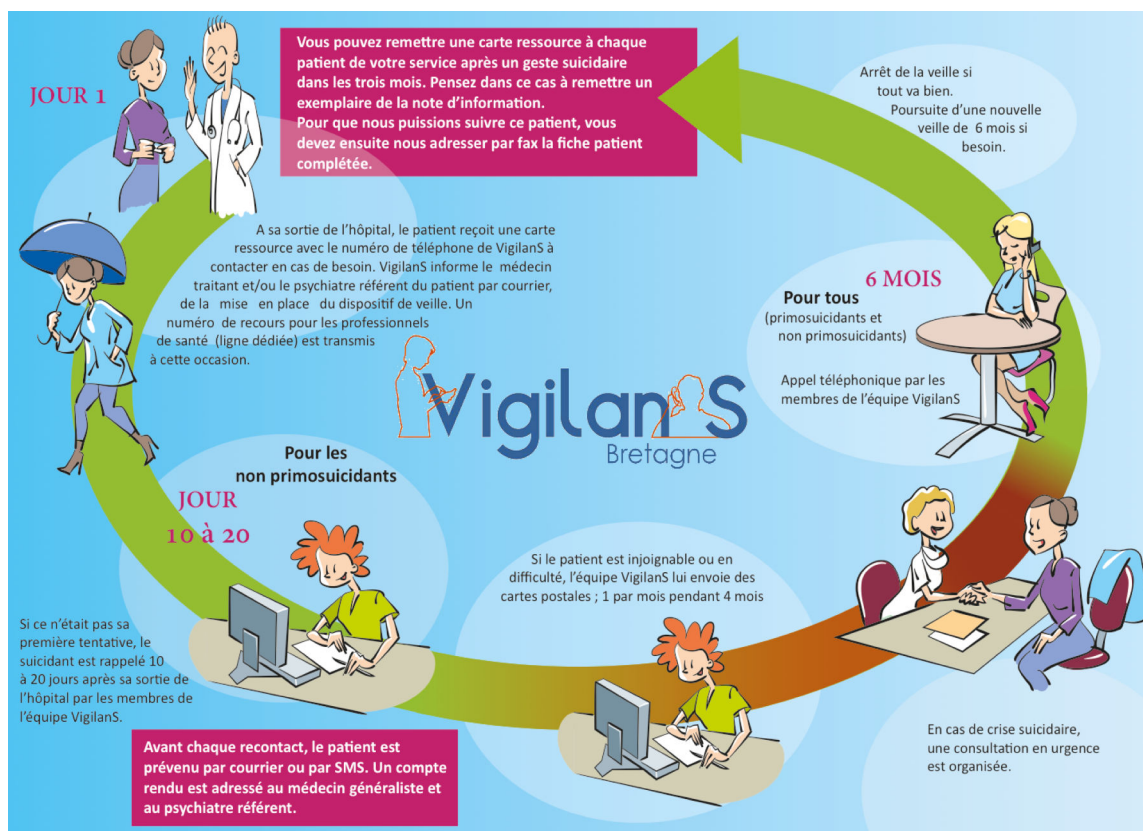 JOUR 1
Vous pouvez remettre une carte ressource à chaque
patient de votre service après un geste suicidaire
dans les trois mois. Pensez dans ce cas à remettre un
exemplaire de la note d'information.
Pour que nous puissions suivre ce patient, vous
devez ensuite nous adresser par fax la fiche patient
complétée.
A sa sortie de l'hôpital, le patient reçoit une carte
ressource avec le numéro de téléphone de VigilanS à
contacter en cas de besoin. VigilanS informe le médecin
traitant et/ou le psychiatre référent du patient par courrier,
de la mise en place du dispositif de veille. Un
numéro de recours pour les professionnels
de santé (ligne dédiée) est transmis
à cette occasion.
VigilanS
Bretagne
Pour les
non primosuicidants
JOUR
10 à 20
Si ce n'était pas sa
première tentative, le
suicidant est rappelé 10
à 20 jours après sa sortie de
l'hôpital par les membres de
l'équipe VigilanS.
Avant chaque recontact, le patient est
prévenu par courrier ou par SMS. Un compte
rendu est adressé au médecin généraliste et
au psychiatre référent.
Si le patient est injoignable ou en
difficulté, l'équipe VigilanS lui envoie des
cartes postales ; 1 par mois pendant 4 mois
En cas de crise suicidaire,
une consultation en urgence
est organisée.
6 MOIS
Pour tous
(primosuicidants et
non primosuicidants)
Appel téléphonique par les
membres de l'équipe VigilanS
Arrêt de la veille si
tout va bien.
Poursuite d'une nouvelle
veille de 6 mois si
besoin.